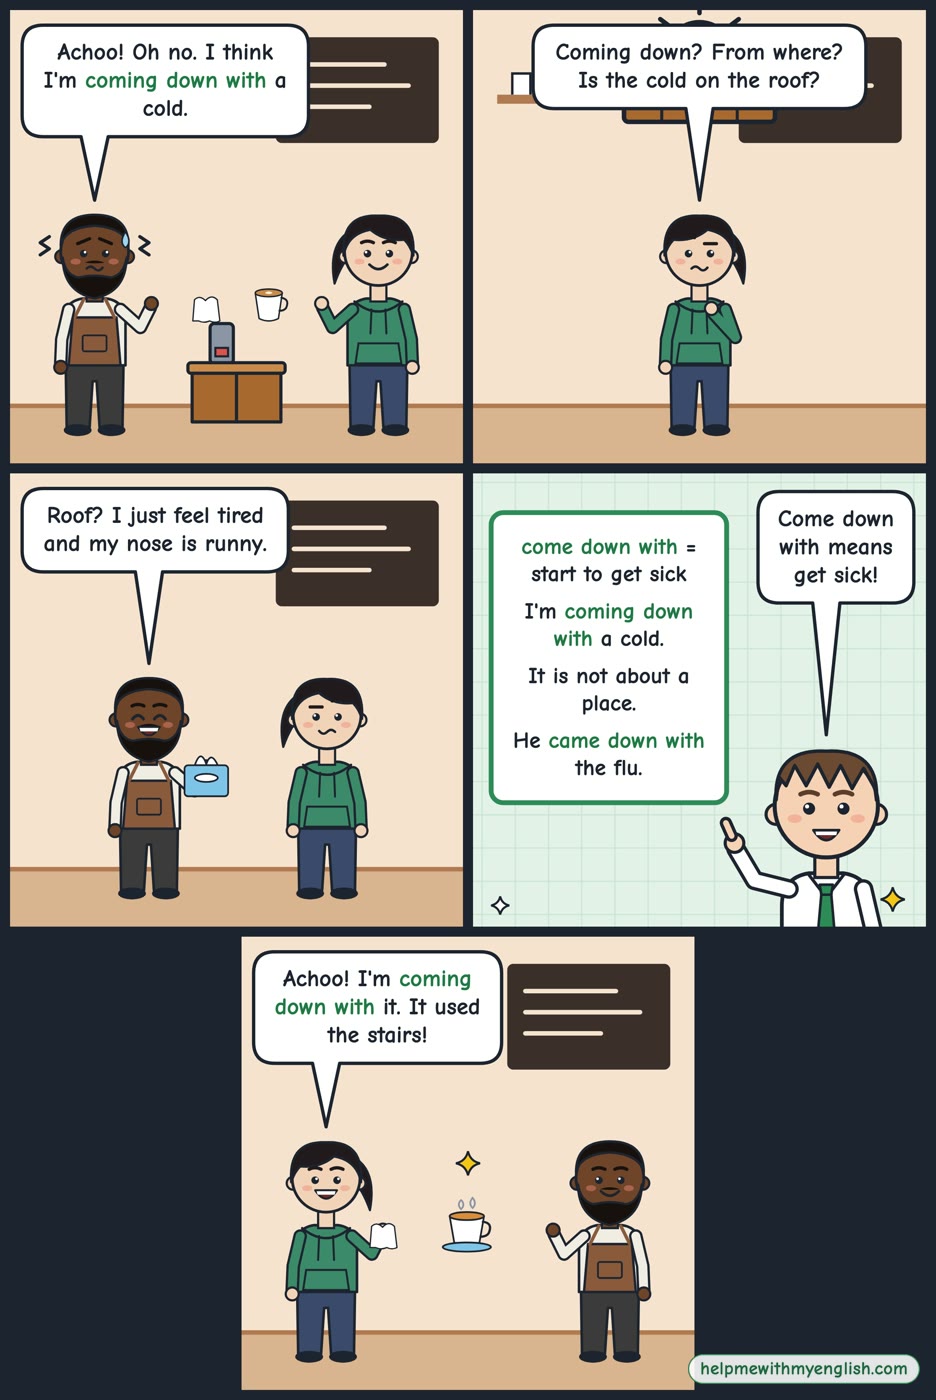 Achoo! Oh no. I think
I'm coming down with a
cold.
Coming down? From where?
Is the cold on the roof?
Roof? I just feel tired
and my nose is runny.
come down with =
start to get sick
I'm coming down
with a cold.
It is not about a
place.
He came down with
the flu.
Come down
with means
get sick!
Achoo! I'm coming
down with it. It used
the stairs!
helpmewithmyenglish.com